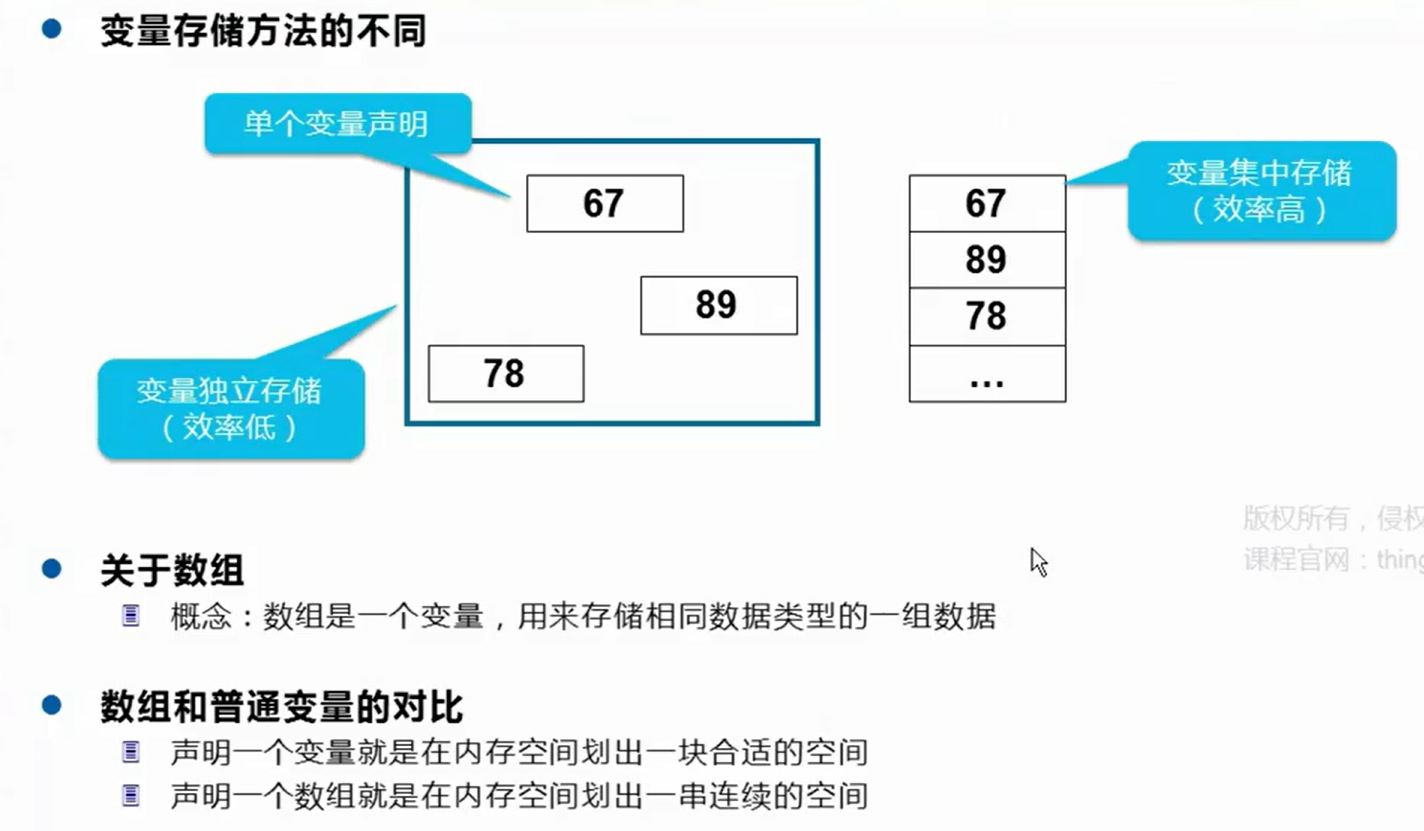 变量存储方法的不同
单个变量声明
67
89
78
变量独立存储
（效率低）
67
89
78
...
变量集中存储
（效率高）
版权所有，侵权
课程官网：thing
关于数组
概念：数组是一个变量，用来存储相同数据类型的一组数据
数组和普通变量的对比
声明一个变量就是在内存空间划出一块合适的空间
声明一个数组就是在内存空间划出一串连续的空间